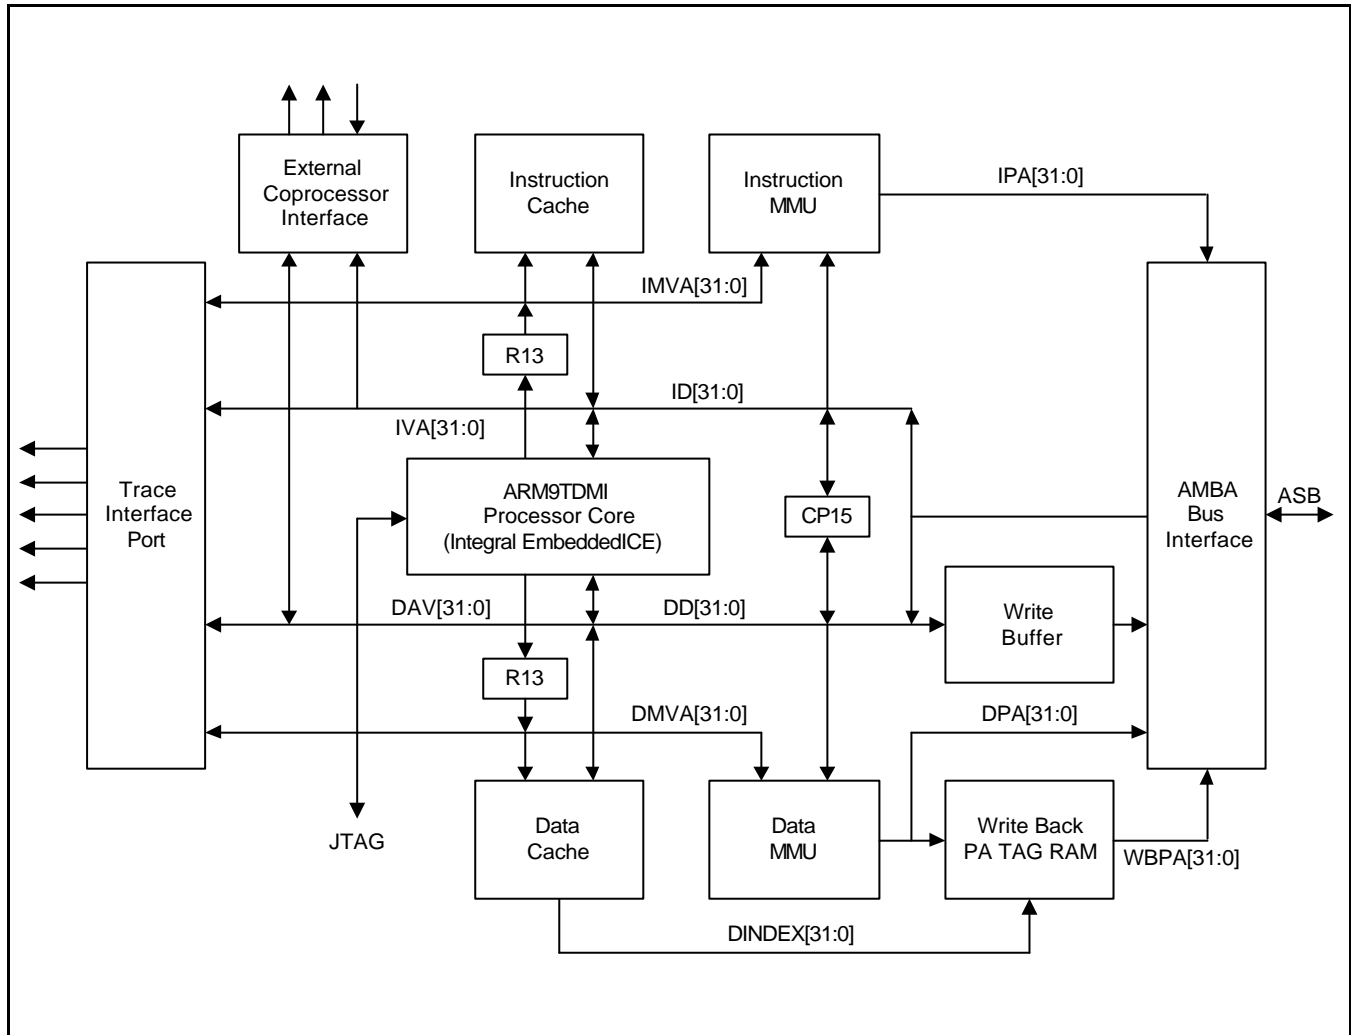 External
Coprocessor
Interface
Instruction
Cache
Instruction
MMU
IPA[31:0]
IMVA[31:0]
R13
ID[31:0]
IVA[31:0]
Trace
Interface
Port
ARM9TDMI
Processor Core
(Integral EmbeddedICE)
CP15
AMBA
Bus
Interface
ASB
DAV[31:0]
DD[31:0]
Write
Buffer
R13
DMVA[31:0]
DPA[31:0]
JTAG
Data
Cache
Data
MMU
Write Back
PA TAG RAM
WBPA[31:0]
DINDEX[31:0]